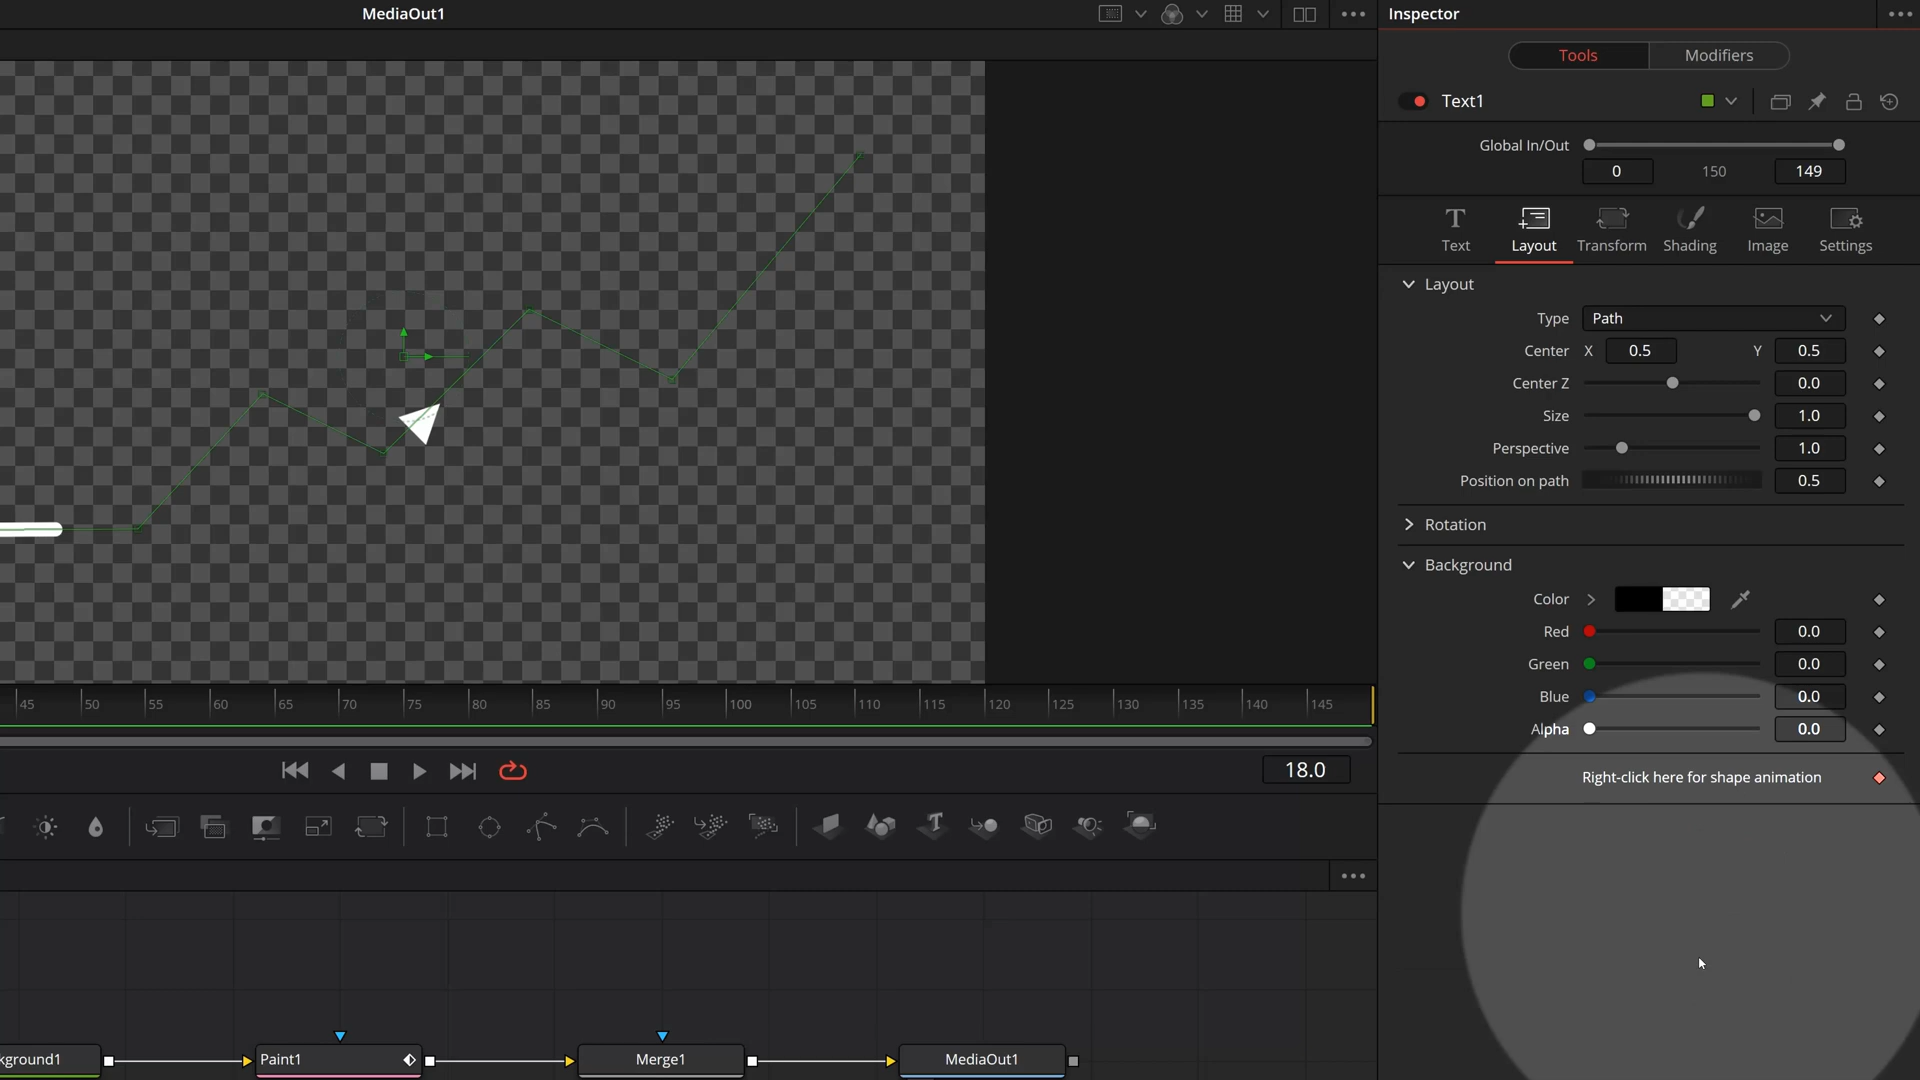 MediaOut1
Inspector
Tools Modifiers
Text1
Global In/Out
0 150 149
Text Layout Transform Shading Image Settings
Layout
Type Path
Center X 0.5 Y 0.5
Center Z 0.0
Size 1.0
Perspective 1.0
Position on path 0.5
Rotation
Background
Color
Red 0.0
Green 0.0
Blue 0.0
Alpha 0.0
Right-click here for shape animation
45 50 55 60 65 70 75 80 85 90 95 100 105 110 115 120 125 130 135 140 145
18.0
kground1 Paint1 Merge1 MediaOut1